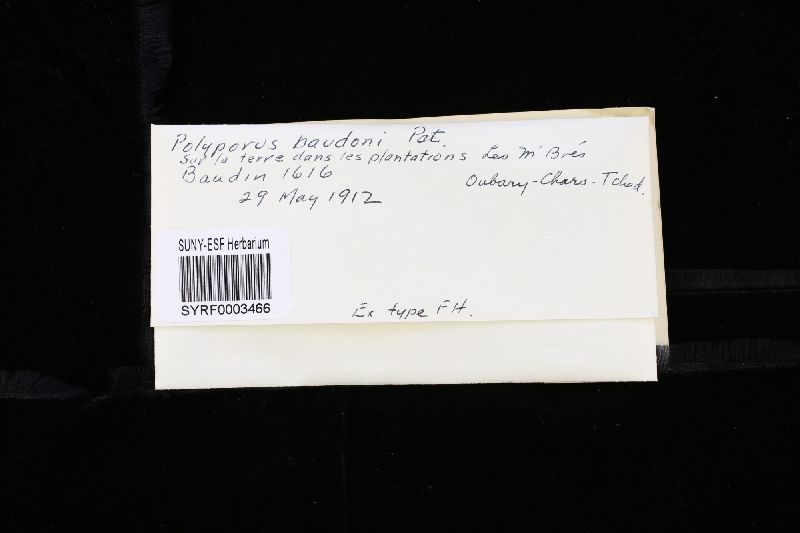 Polyporus baudoni Pat.
Sur la terre dans les plantations Les M'Brés
Baudin 1616 Oubary-Charo-Tchad.
29 May 1912
SUNY-ESF Herbarium
SYRF0003466
Ex type FH.